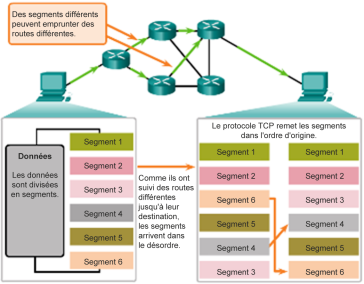 Des segments différents
peuvent emprunter des
routes différentes.
Données
Les données
sont divisées
en segments.
Segment 1
Segment 2
Segment 3
Segment 4
Segment 5
Segment 6
Comme ils ont
suivi des routes
différentes
jusqu'à leur
destination,
les segments
arrivent dans
le désordre.
Le protocole TCP remet les segments
dans l'ordre d'origine.
Segment 1
Segment 2
Segment 6
Segment 5
Segment 4
Segment 3
Segment 1
Segment 2
Segment 3
Segment 4
Segment 5
Segment 6